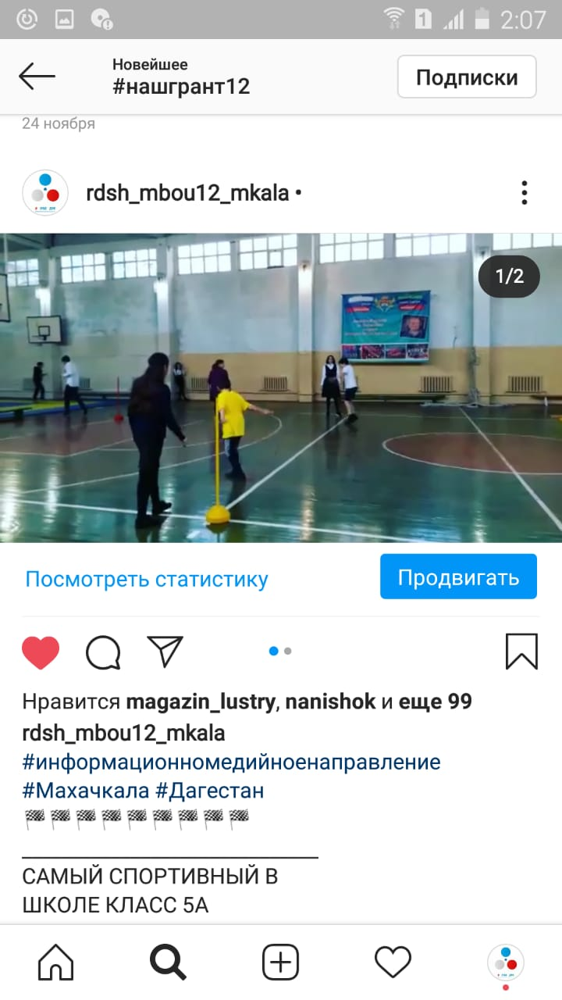 1 2:07
Новейшее
#нашгрант12
Подписки
24 ноября
rdsh_mbou12_mkala •
1/2
Посмотреть статистику
Продвигать
Нравится magazin_lustry, nanishok и еще 99
rdsh_mbou12_mkala
#информационномедийноенаправление
#Махачкала #Дагестан
САМЫЙ СПОРТИВНЫЙ В
ШКОЛЕ КЛАСС 5А